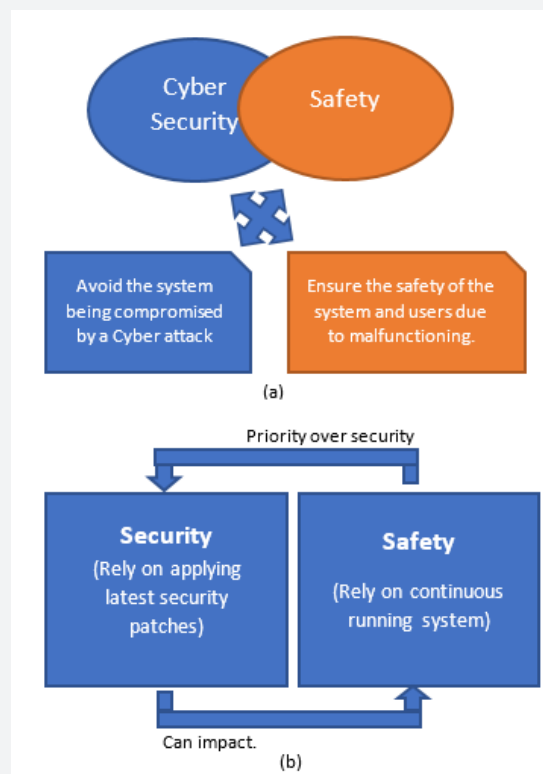 Cyber
Security
Safety
Avoid the system
being compromised
by a Cyber attack
Ensure the safety of the
system and users due
to malfunctioning.
(a)
Priority over security
Security
(Rely on applying
latest security
patches)
Safety
(Rely on continuous
running system)
Can impact.
(b)